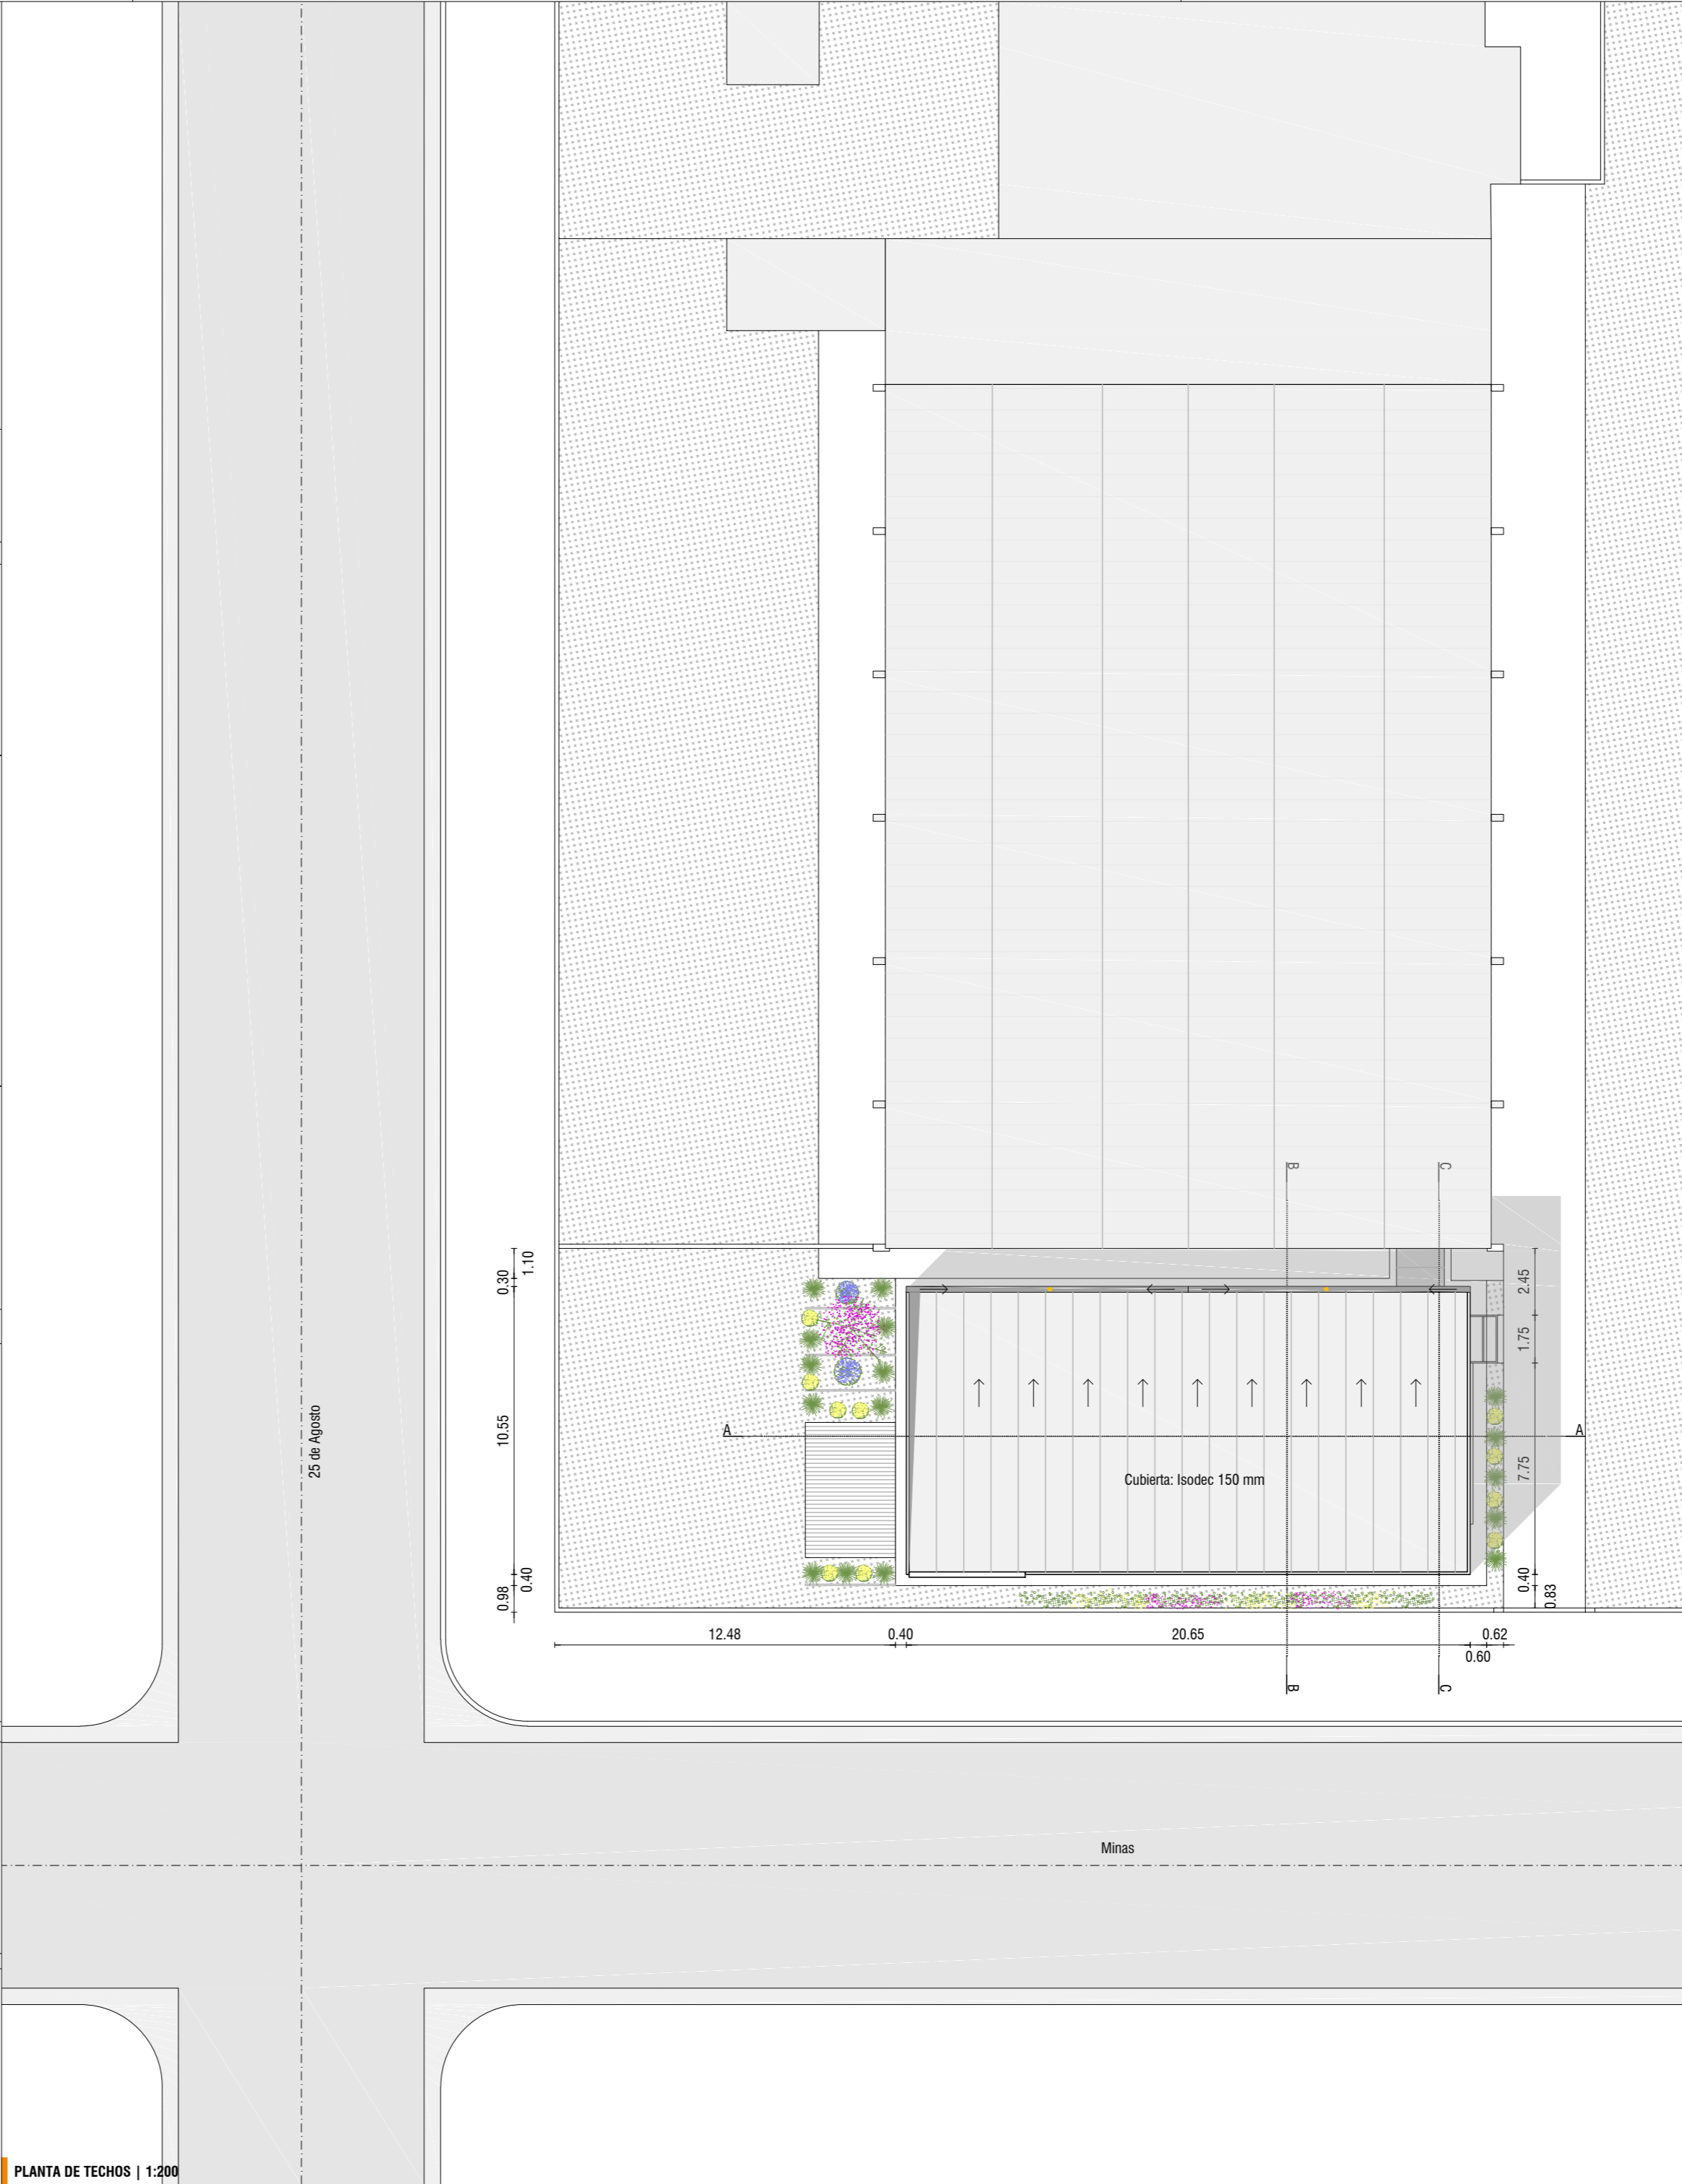 B
C
1.10
0.30
2.45
1.75
25 de Agosto
10.55
A
A
Cubierta: Isodec 150 mm
7.75
0.40
0.98
0.40
0.83
12.48
0.40
20.65
0.62
0.60
B
C
Minas
PLANTA DE TECHOS | 1:200